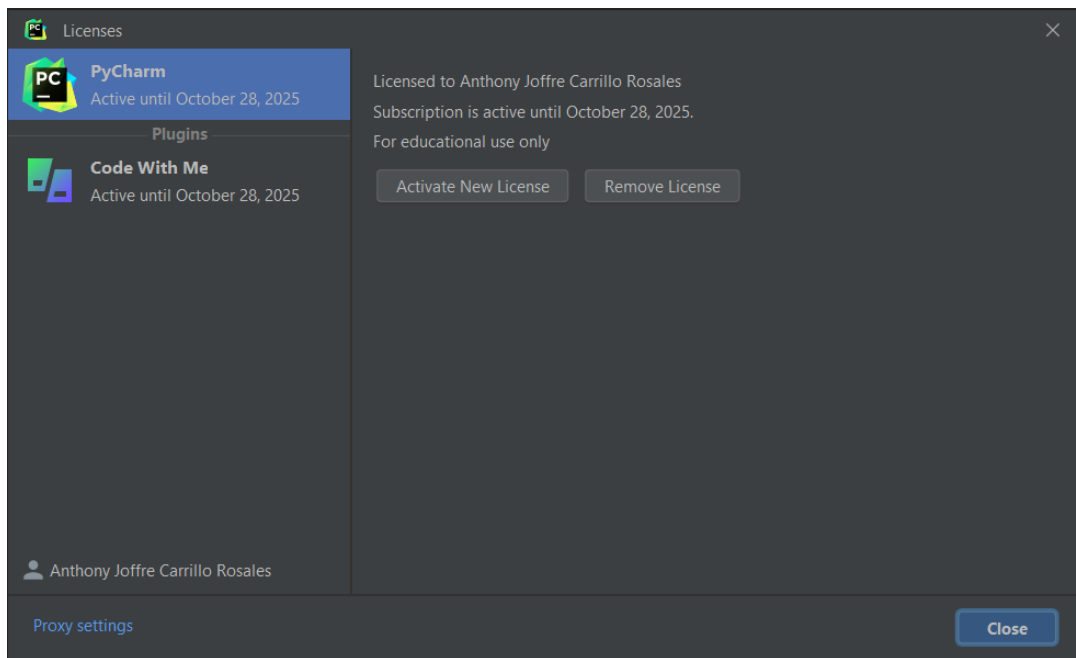 PC
Licenses
PC
PyCharm
Active until October 28, 2025
Plugins
Code With Me
Active until October 28, 2025
Anthony Joffre Carrillo Rosales
Licensed to Anthony Joffre Carrillo Rosales
Subscription is active until October 28, 2025.
For educational use only
Activate New License
Remove License
Proxy settings
Close